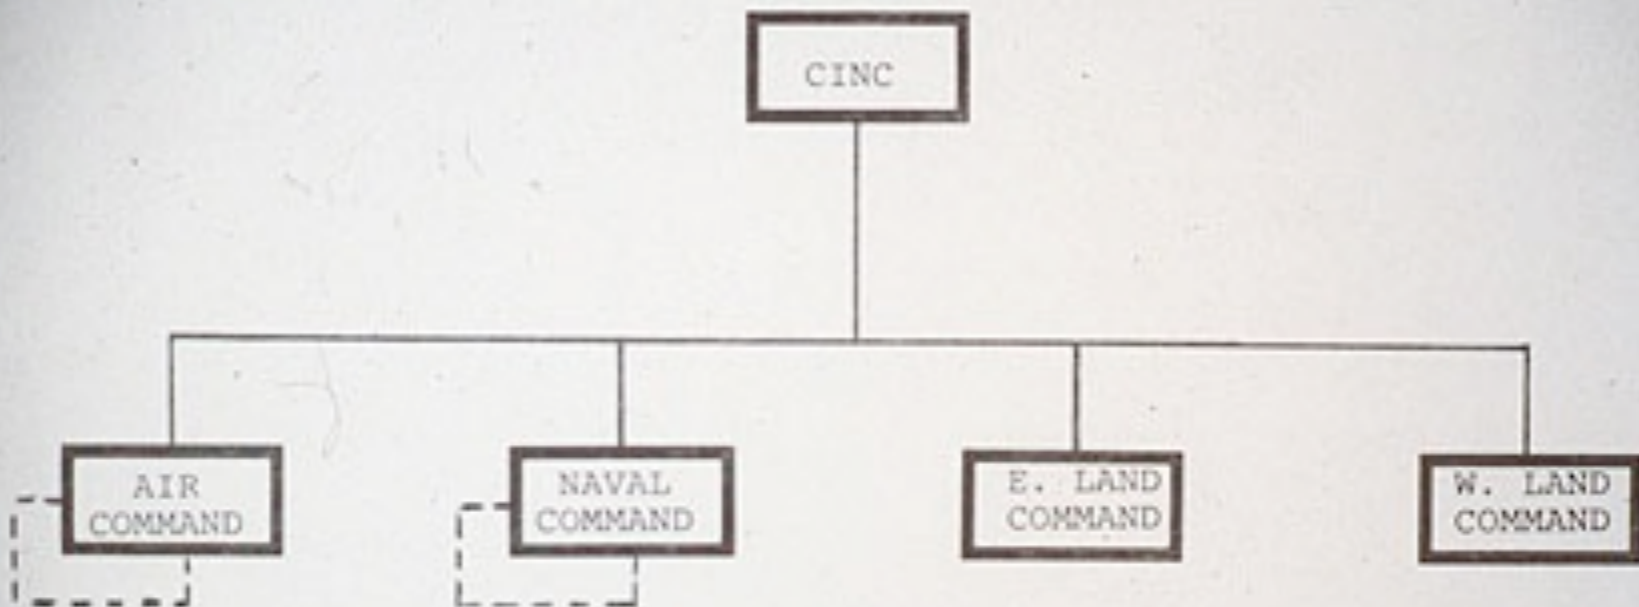 CINC
AIR
COMMAND
NAVAL
COMMAND
E. LAND
COMMAND
W. LAND
COMMAND